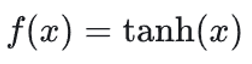 f(x) = tanh(x)